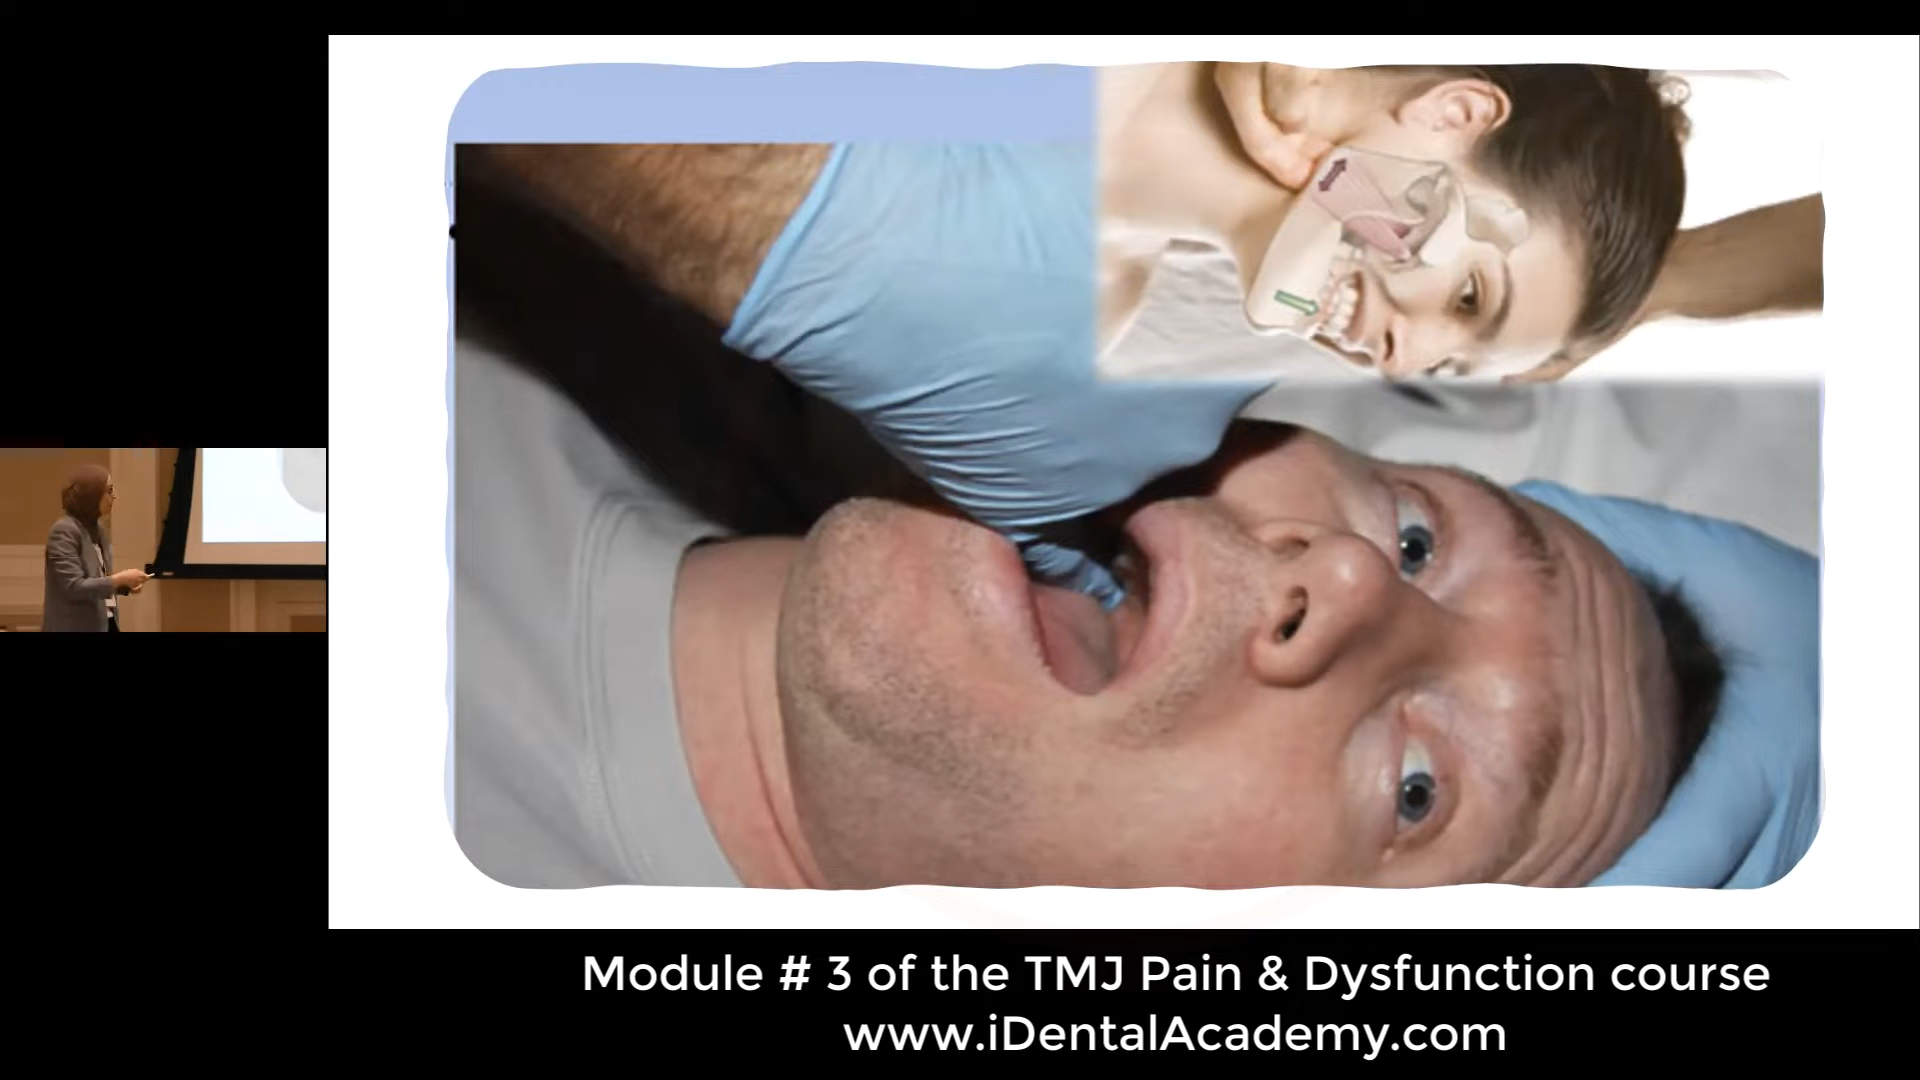 Module # 3 of the TMJ Pain & Dysfunction course
www.iDentalAcademy.com